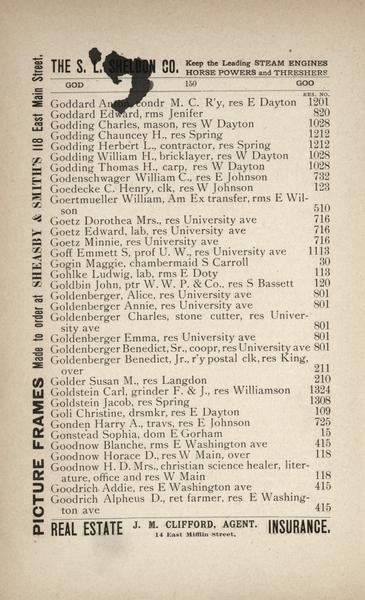 THE S. L. SHELDON CO. Keep the Leading STEAM ENGINES
HORSE POWERS and THRESHERS
GOD 150 GOO
RES. NO.
Goddard Anton, condr M. C. R'y, res E Dayton 1201
Goddard Edward, rms Jenifer 820
Godding Charles, mason, res W Dayton 1028
Godding Charles H., res Spring 1212
Godding Herbert L., contractor, res Spring 1212
Godding William H., bricklayer, res W Dayton 1028
Godding Thomas H., carp, res W Dayton 1028
Godenschwager William C., res E Johnson 732
Goedecke C. Henry, clk, res W Johnson 123
Goertmueller William, Am Ex transfer, rms E Wil-
son 510
Goetz Dorothea Mrs., res University ave 716
Goetz Edward, lab, res University ave 716
Goetz Minnie, res University ave 716
Goff Emmett S, prof U. W., res University ave 1113
Gogin Maggie, chambermaid S Carroll 30
Gohlke Ludwig, lab, rms E Doty 113
Goldbin John, ptr W. W. P. & Co., res S Bassett 120
Goldenberger, Alice, res University ave 801
Goldenberger Annie, res University ave 801
Goldenberger Charles, stone cutter, res Univer-
sity ave 801
Goldenberger Emma, res University ave 801
Goldenberger Benedict, Sr., coopr, res University ave 801
Goldenberger Benedict, Jr., r'y postal clk, res King,
over 211
Golder Susan M., res Langdon 210
Goldstein Carl, grinder F. & J., res Williamson 1324
Goldstein Jacob, res Spring 1308
Goli Christine, drsmkr, res E Dayton 109
Gonden Harry A., travs, res E Johnson 725
Gonstead Sophia, dom E Gorham 15
Goodnow Blanche, rms E Washington ave 415
Goodnow Horace D., res W Main, over 118
Goodnow H. D. Mrs., christian science healer, liter-
ature, office and res W Main 118
Goodrich Addie, res E Washington ave 415
Goodrich Alpheus D., ret farmer, res E Washing-
ton ave 415
REAL ESTATE J. M. CLIFFORD, AGENT. INSURANCE.
14 East Mifflin Street,
PICTURE FRAMES Made to order at SHEASBY & SMITH'S 118 East Main Street.